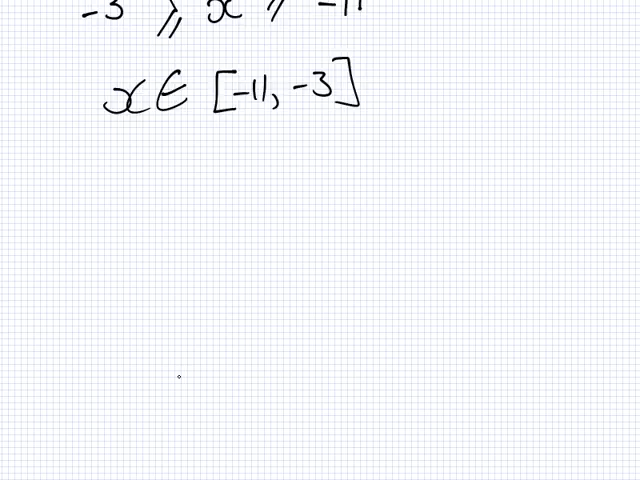 -3 ⩾ x ⩾ -11
x ∈ [-11, -3]